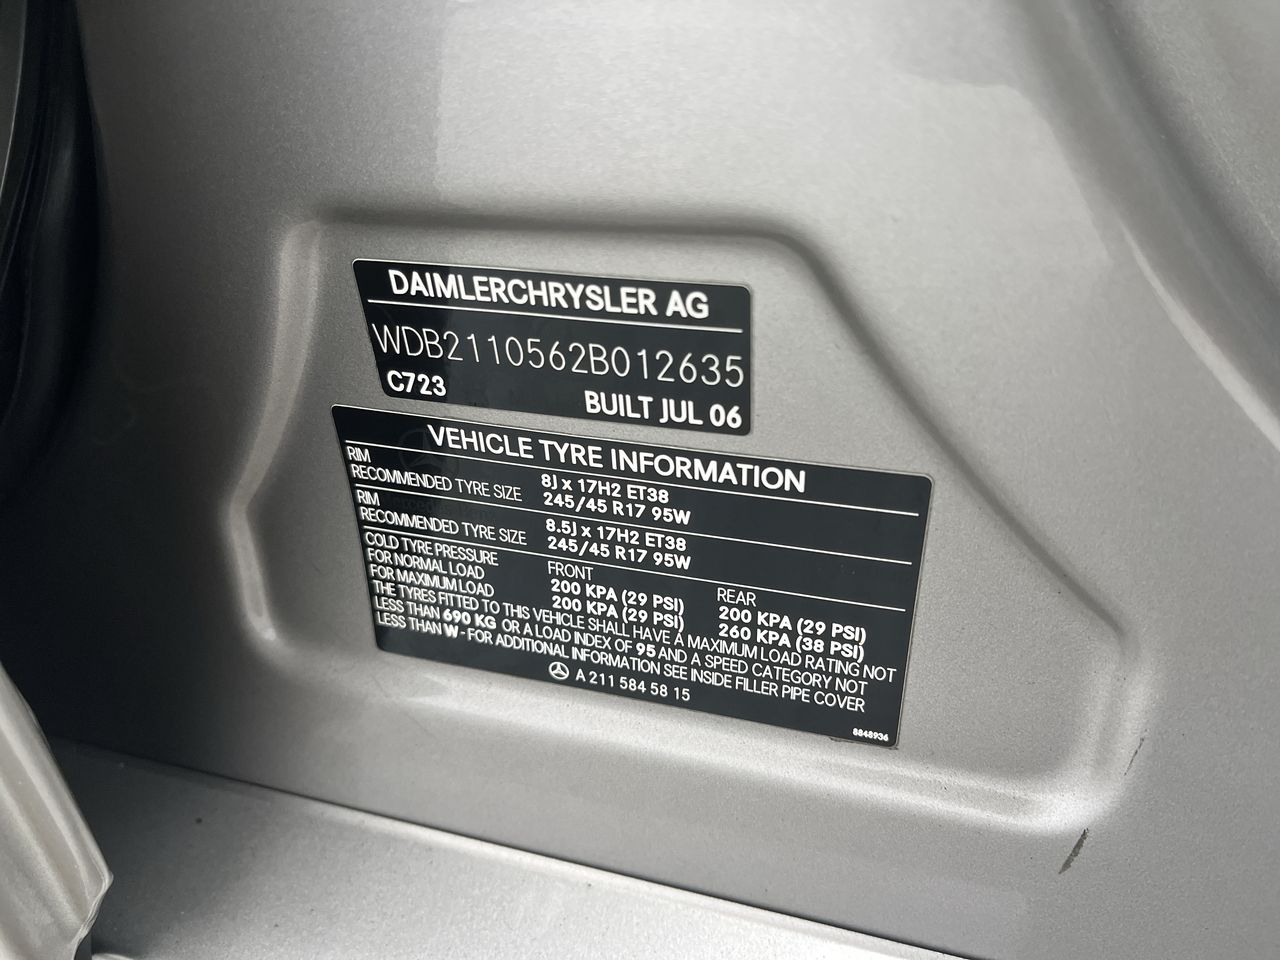 DAIMLERCHRYSLER AG
WDB2110562B012635
C723 BUILT JUL 06
VEHICLE TYRE INFORMATION
RIM 8J x 17H2 ET38
RECOMMENDED TYRE SIZE 245/45 R17 95W
RIM 8.5J x 17H2 ET38
RECOMMENDED TYRE SIZE 245/45 R17 95W
COLD TYRE PRESSURE FRONT REAR
FOR NORMAL LOAD 200 KPA (29 PSI) 200 KPA (29 PSI)
FOR MAXIMUM LOAD 200 KPA (29 PSI) 260 KPA (38 PSI)
THE TYRES FITTED TO THIS VEHICLE SHALL HAVE A MAXIMUM LOAD RATING NOT
LESS THAN 690 KG OR A LOAD INDEX OF 95 AND A SPEED CATEGORY NOT
LESS THAN W - FOR ADDITIONAL INFORMATION SEE INSIDE FILLER PIPE COVER
A 211 584 58 15
8848936